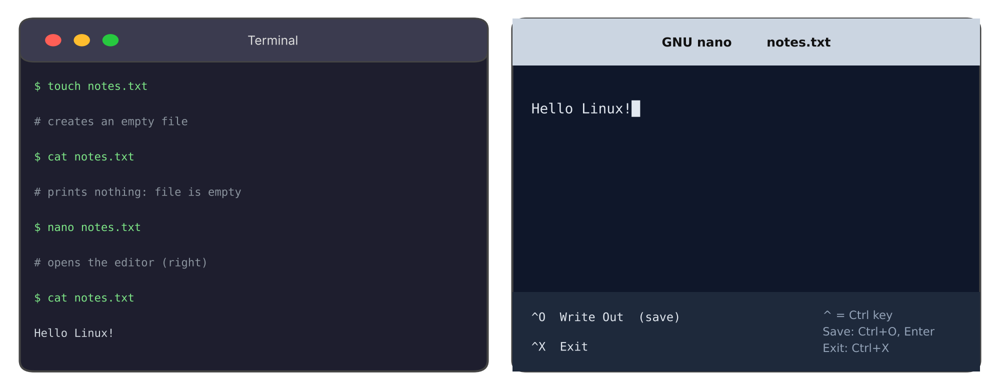 Terminal
$ touch notes.txt
# creates an empty file
$ cat notes.txt
# prints nothing: file is empty
$ nano notes.txt
# opens the editor (right)
$ cat notes.txt
Hello Linux!
GNU nano notes.txt
Hello Linux!
^O Write Out (save)
^X Exit
^ = Ctrl key
Save: Ctrl+O, Enter
Exit: Ctrl+X